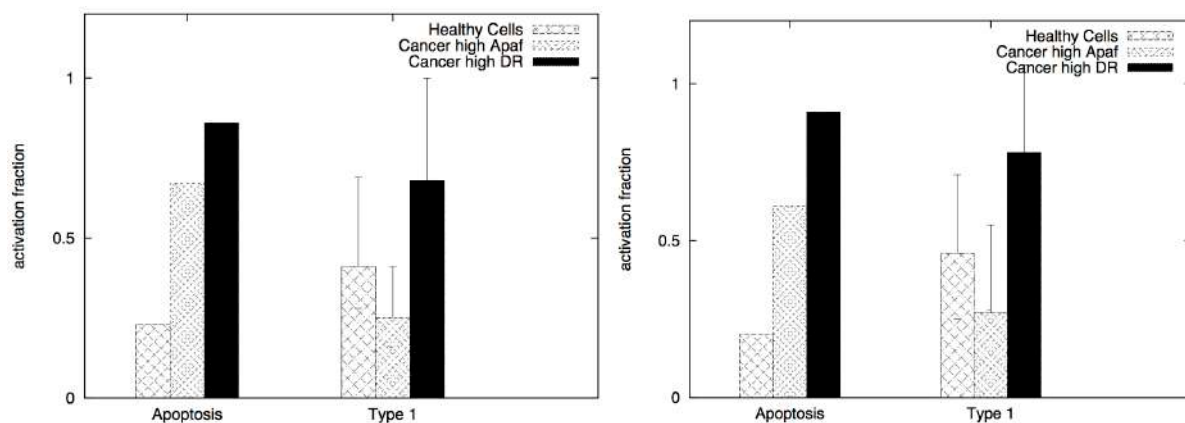 Healthy Cells
Cancer high Apaf
Cancer high DR
1
0.5
0
activation fraction
Apoptosis
Type 1
Healthy Cells
Cancer high Apaf
Cancer high DR
1
0.5
0
activation fraction
Apoptosis
Type 1